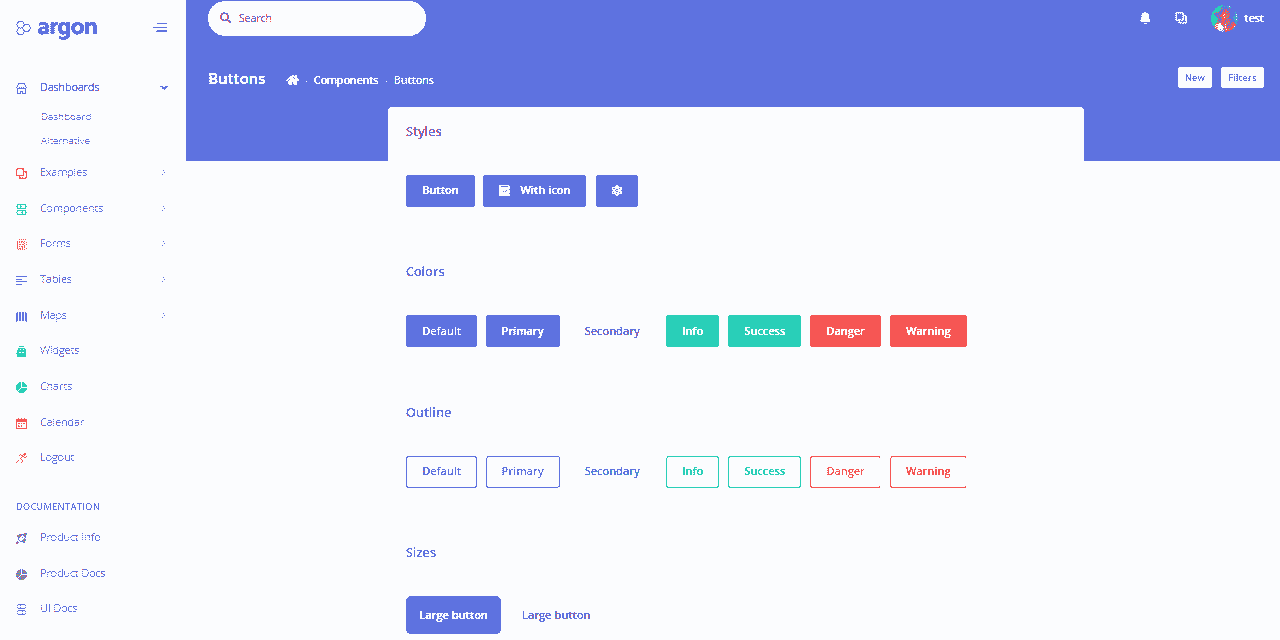 argon
Search
test
Dashboards
Dashboard
Alternative
Examples
Components
Forms
Tables
Maps
Widgets
Charts
Calendar
Logout
DOCUMENTATION
Product Info
Product Docs
UI Docs
Buttons
Components
Buttons
New
Filters
Styles
Button
With icon
Colors
Default
Primary
Secondary
Info
Success
Danger
Warning
Outline
Default
Primary
Secondary
Info
Success
Danger
Warning
Sizes
Large button
Large button